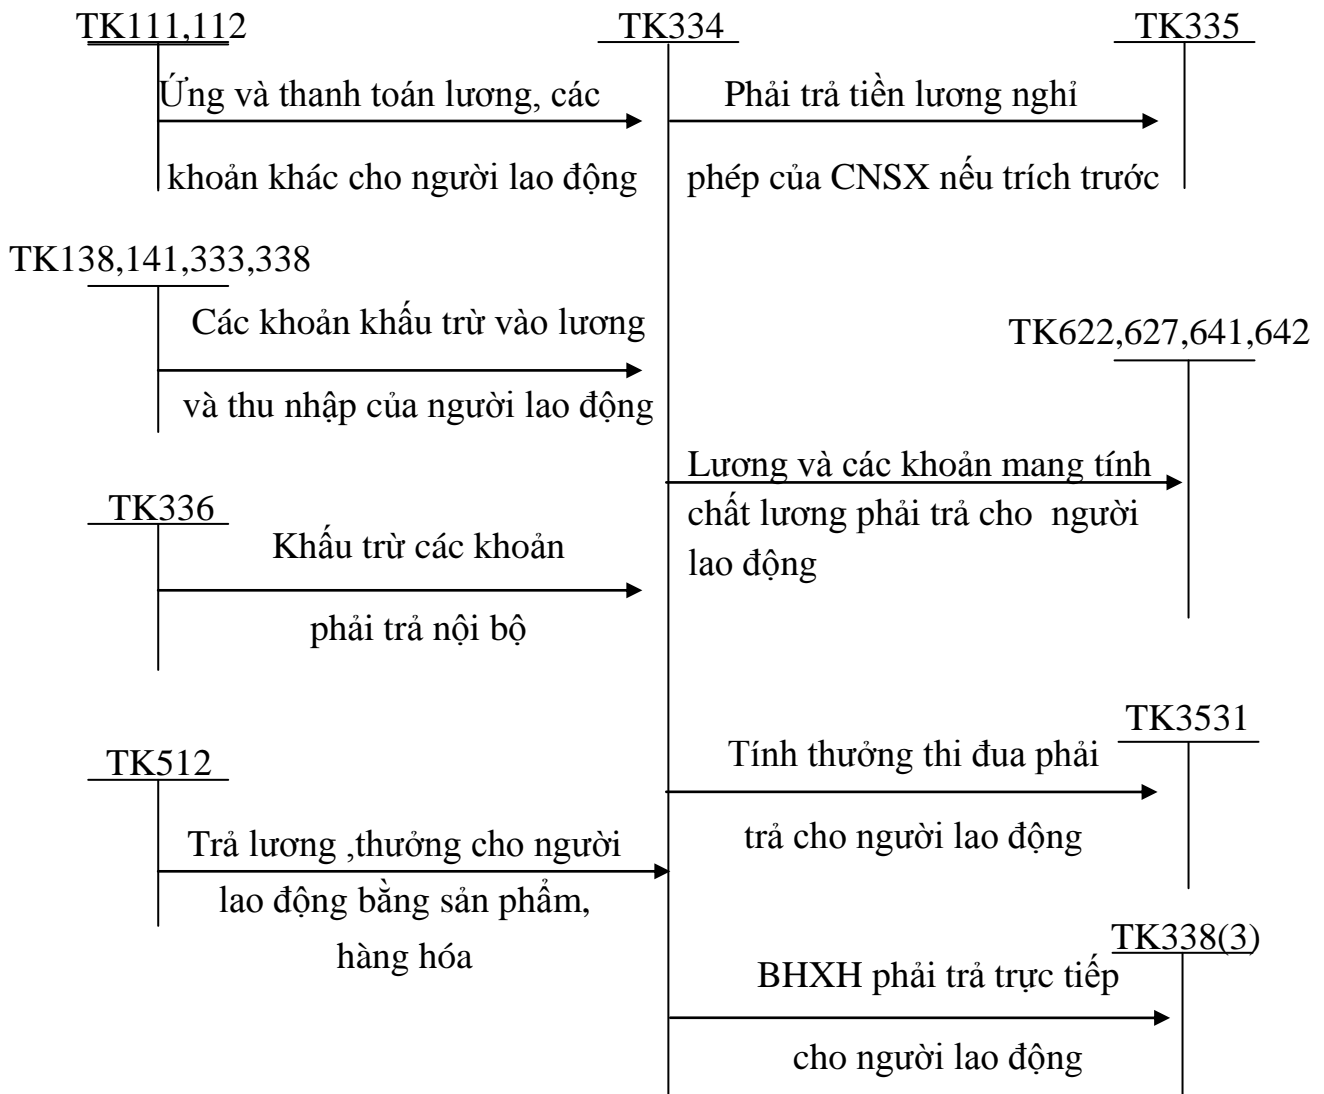 TK111,112
TK334
TK335
Ứng và thanh toán lương, các
khoản khác cho người lao động
Phải trả tiền lương nghỉ
phép của CNSX nếu trích trước
TK138,141,333,338
Các khoản khấu trừ vào lương
và thu nhập của người lao động
TK622,627,641,642
Lương và các khoản mang tính
chất lương phải trả cho người
lao động
TK336
Khấu trừ các khoản
phải trả nội bộ
TK3531
Tính thưởng thi đua phải
trả cho người lao động
TK512
Trả lương ,thưởng cho người
lao động bằng sản phẩm,
hàng hóa
TK338(3)
BHXH phải trả trực tiếp
cho người lao động